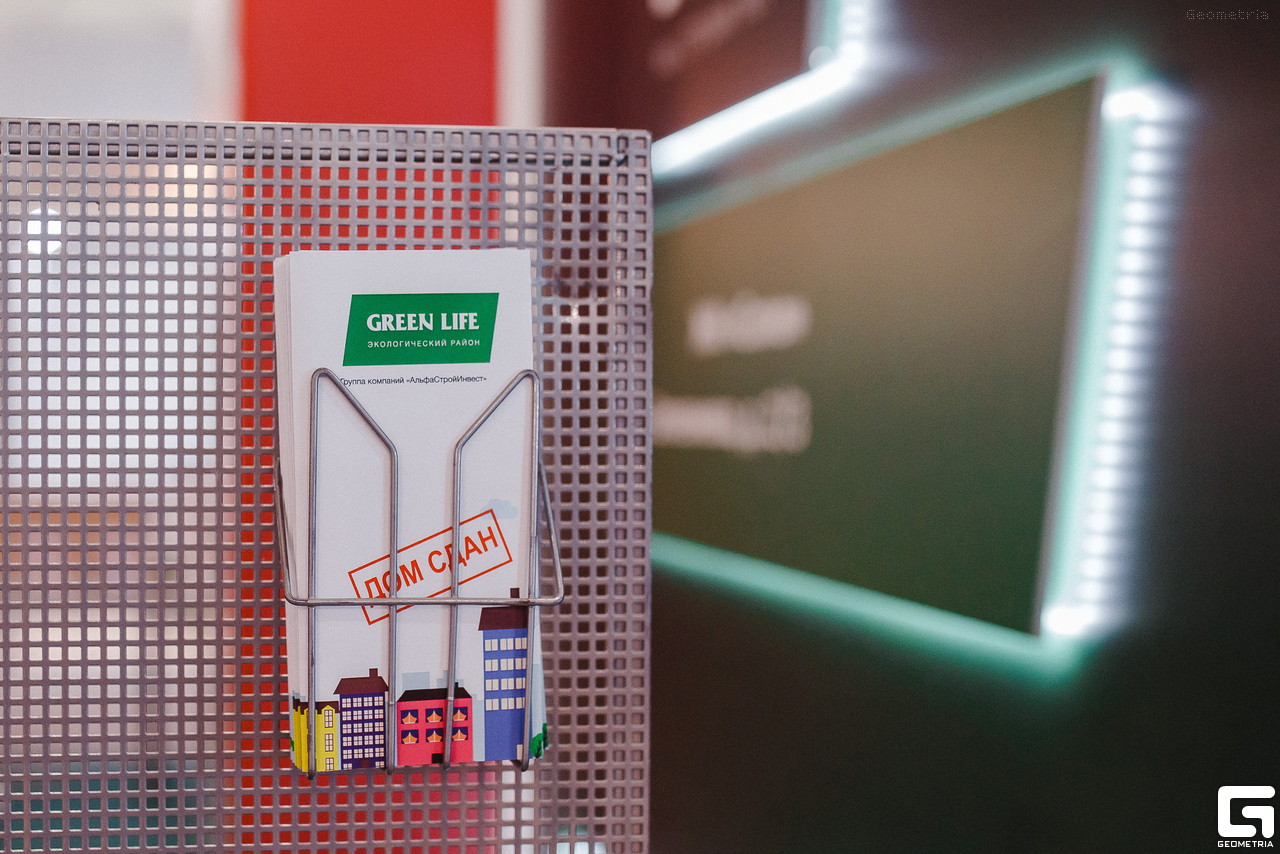 Geometria
GREEN LIFE
ЭКОЛОГИЧЕСКИЙ РАЙОН
Группа компаний «АльфаСтройИнвест»
ДОМ СДАН
GEOMETRIA